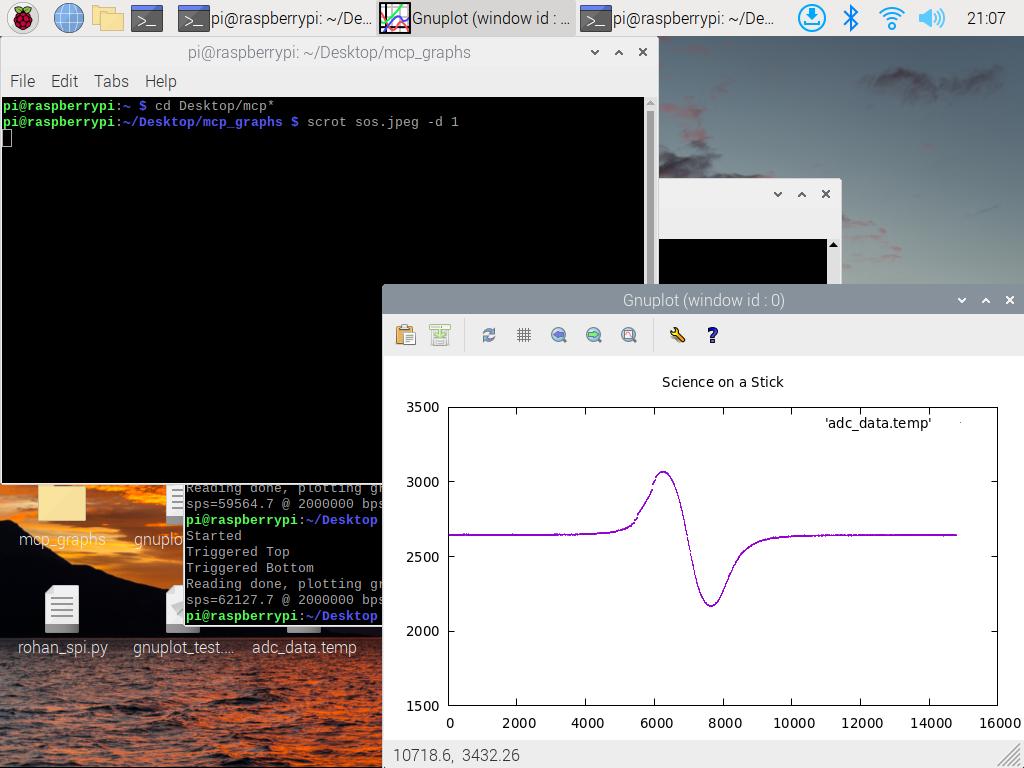 pi@raspberrypi: ~/De...
Gnuplot (window id : ...
pi@raspberrypi: ~/De...
21:07
pi@raspberrypi: ~/Desktop/mcp_graphs
File Edit Tabs Help
pi@raspberrypi:~ $ cd Desktop/mcp*
pi@raspberrypi:~/Desktop/mcp_graphs $ scrot sos.jpeg -d 1
Gnuplot (window id : 0)
Science on a Stick
'adc_data.temp'
3500
3000
2500
2000
1500
0 2000 4000 6000 8000 10000 12000 14000 16000
10718.6, 3432.26
Reading done, plotting gr
sps=59564.7 @ 2000000 bps
pi@raspberrypi:~/Desktop
Started
Triggered Top
Triggered Bottom
Reading done, plotting gr
sps=62127.7 @ 2000000 bps
pi@raspberrypi:~/Desktop
mcp_graphs
gnuplo
rohan_spi.py
gnuplot_test....
adc_data.temp